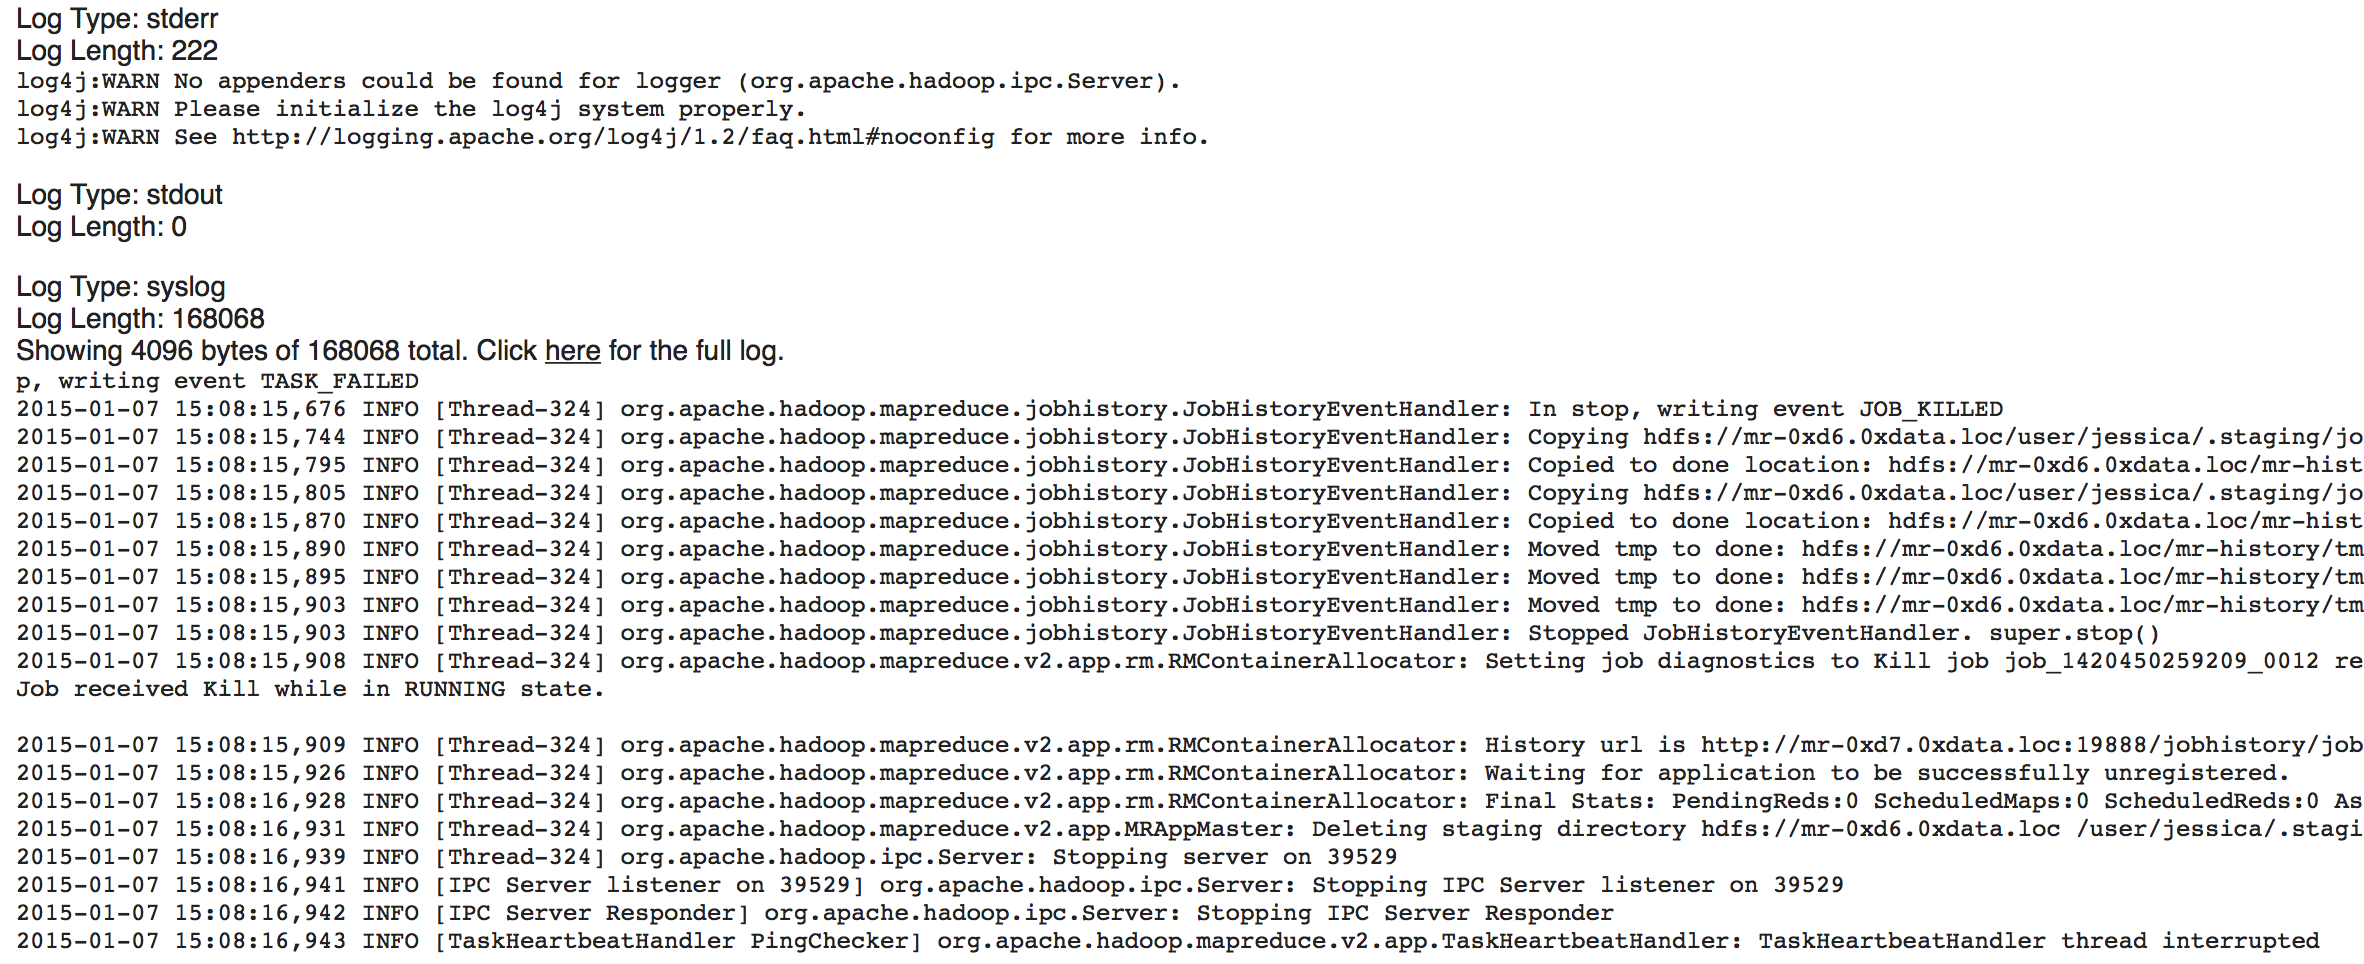 Log Type: stderr
Log Length: 222
log4j:WARN No appenders could be found for logger (org.apache.hadoop.ipc.Server).
log4j:WARN Please initialize the log4j system properly.
log4j:WARN See http://logging.apache.org/log4j/1.2/faq.html#noconfig for more info.
Log Type: stdout
Log Length: 0
Log Type: syslog
Log Length: 168068
Showing 4096 bytes of 168068 total. Click here for the full log.
p, writing event TASK_FAILED
2015-01-07 15:08:15,676 INFO [Thread-324] org.apache.hadoop.mapreduce.jobhistory.JobHistoryEventHandler: In stop, writing event JOB_KILLED
2015-01-07 15:08:15,744 INFO [Thread-324] org.apache.hadoop.mapreduce.jobhistory.JobHistoryEventHandler: Copying hdfs://mr-0xd6.0xdata.loc/user/jessica/.staging/jo
2015-01-07 15:08:15,795 INFO [Thread-324] org.apache.hadoop.mapreduce.jobhistory.JobHistoryEventHandler: Copied to done location: hdfs://mr-0xd6.0xdata.loc/mr-hist
2015-01-07 15:08:15,805 INFO [Thread-324] org.apache.hadoop.mapreduce.jobhistory.JobHistoryEventHandler: Copying hdfs://mr-0xd6.0xdata.loc/user/jessica/.staging/jo
2015-01-07 15:08:15,870 INFO [Thread-324] org.apache.hadoop.mapreduce.jobhistory.JobHistoryEventHandler: Copied to done location: hdfs://mr-0xd6.0xdata.loc/mr-hist
2015-01-07 15:08:15,890 INFO [Thread-324] org.apache.hadoop.mapreduce.jobhistory.JobHistoryEventHandler: Moved tmp to done: hdfs://mr-0xd6.0xdata.loc/mr-history/tm
2015-01-07 15:08:15,895 INFO [Thread-324] org.apache.hadoop.mapreduce.jobhistory.JobHistoryEventHandler: Moved tmp to done: hdfs://mr-0xd6.0xdata.loc/mr-history/tm
2015-01-07 15:08:15,903 INFO [Thread-324] org.apache.hadoop.mapreduce.jobhistory.JobHistoryEventHandler: Moved tmp to done: hdfs://mr-0xd6.0xdata.loc/mr-history/tm
2015-01-07 15:08:15,903 INFO [Thread-324] org.apache.hadoop.mapreduce.jobhistory.JobHistoryEventHandler: Stopped JobHistoryEventHandler. super.stop()
2015-01-07 15:08:15,908 INFO [Thread-324] org.apache.hadoop.mapreduce.v2.app.rm.RMContainerAllocator: Setting job diagnostics to Kill job job_1420450259209_0012 re
Job received Kill while in RUNNING state.
2015-01-07 15:08:15,909 INFO [Thread-324] org.apache.hadoop.mapreduce.v2.app.rm.RMContainerAllocator: History url is http://mr-0xd7.0xdata.loc:19888/jobhistory/job
2015-01-07 15:08:15,926 INFO [Thread-324] org.apache.hadoop.mapreduce.v2.app.rm.RMContainerAllocator: Waiting for application to be successfully unregistered.
2015-01-07 15:08:16,928 INFO [Thread-324] org.apache.hadoop.mapreduce.v2.app.rm.RMContainerAllocator: Final Stats: PendingReds:0 ScheduledMaps:0 ScheduledReds:0 As
2015-01-07 15:08:16,931 INFO [Thread-324] org.apache.hadoop.mapreduce.v2.app.MRAppMaster: Deleting staging directory hdfs://mr-0xd6.0xdata.loc /user/jessica/.stagi
2015-01-07 15:08:16,939 INFO [Thread-324] org.apache.hadoop.ipc.Server: Stopping server on 39529
2015-01-07 15:08:16,941 INFO [IPC Server listener on 39529] org.apache.hadoop.ipc.Server: Stopping IPC Server listener on 39529
2015-01-07 15:08:16,942 INFO [IPC Server Responder] org.apache.hadoop.ipc.Server: Stopping IPC Server Responder
2015-01-07 15:08:16,943 INFO [TaskHeartbeatHandler PingChecker] org.apache.hadoop.mapreduce.v2.app.TaskHeartbeatHandler: TaskHeartbeatHandler thread interrupted